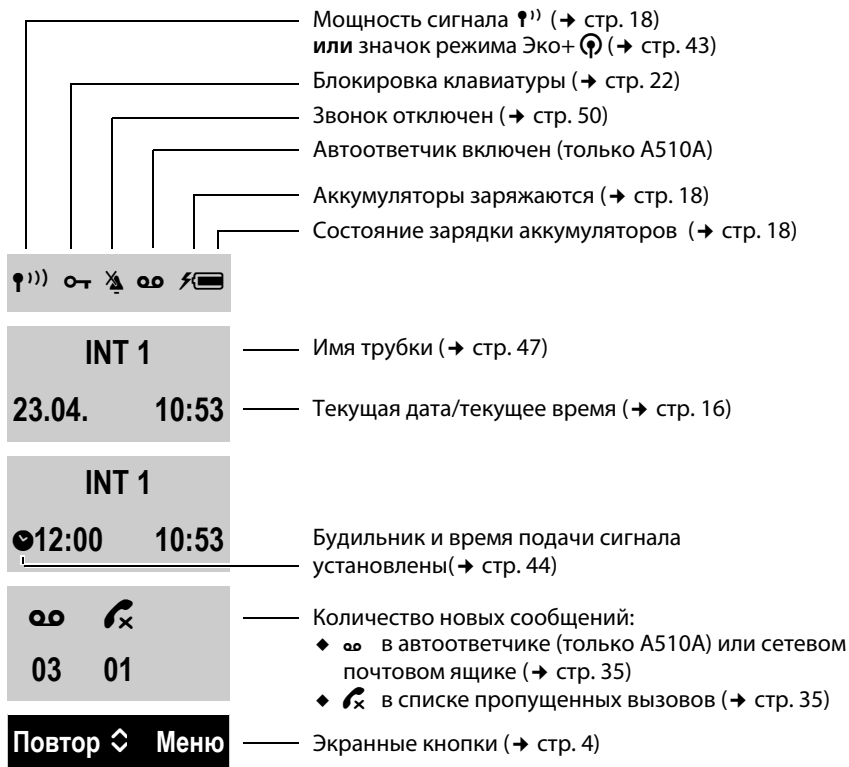 Мощность сигнала (➔ стр. 18)
или значок режима Эко+ (➔ стр. 43)
Блокировка клавиатуры (➔ стр. 22)
Звонок отключен (➔ стр. 50)
Автоответчик включен (только A510A)
Аккумуляторы заряжаются (➔ стр. 18)
Состояние зарядки аккумуляторов (➔ стр. 18)
INT 1
Имя трубки (➔ стр. 47)
23.04. 10:53
Текущая дата/текущее время (➔ стр. 16)
INT 1
12:00 10:53
Будильник и время подачи сигнала
установлены(➔ стр. 44)
Количество новых сообщений:
◆ в автоответчике (только A510A) или сетевом
почтовом ящике (➔ стр. 35)
◆ в списке пропущенных вызовов (➔ стр. 35)
03 01
Повтор Меню
Экранные кнопки (➔ стр. 4)